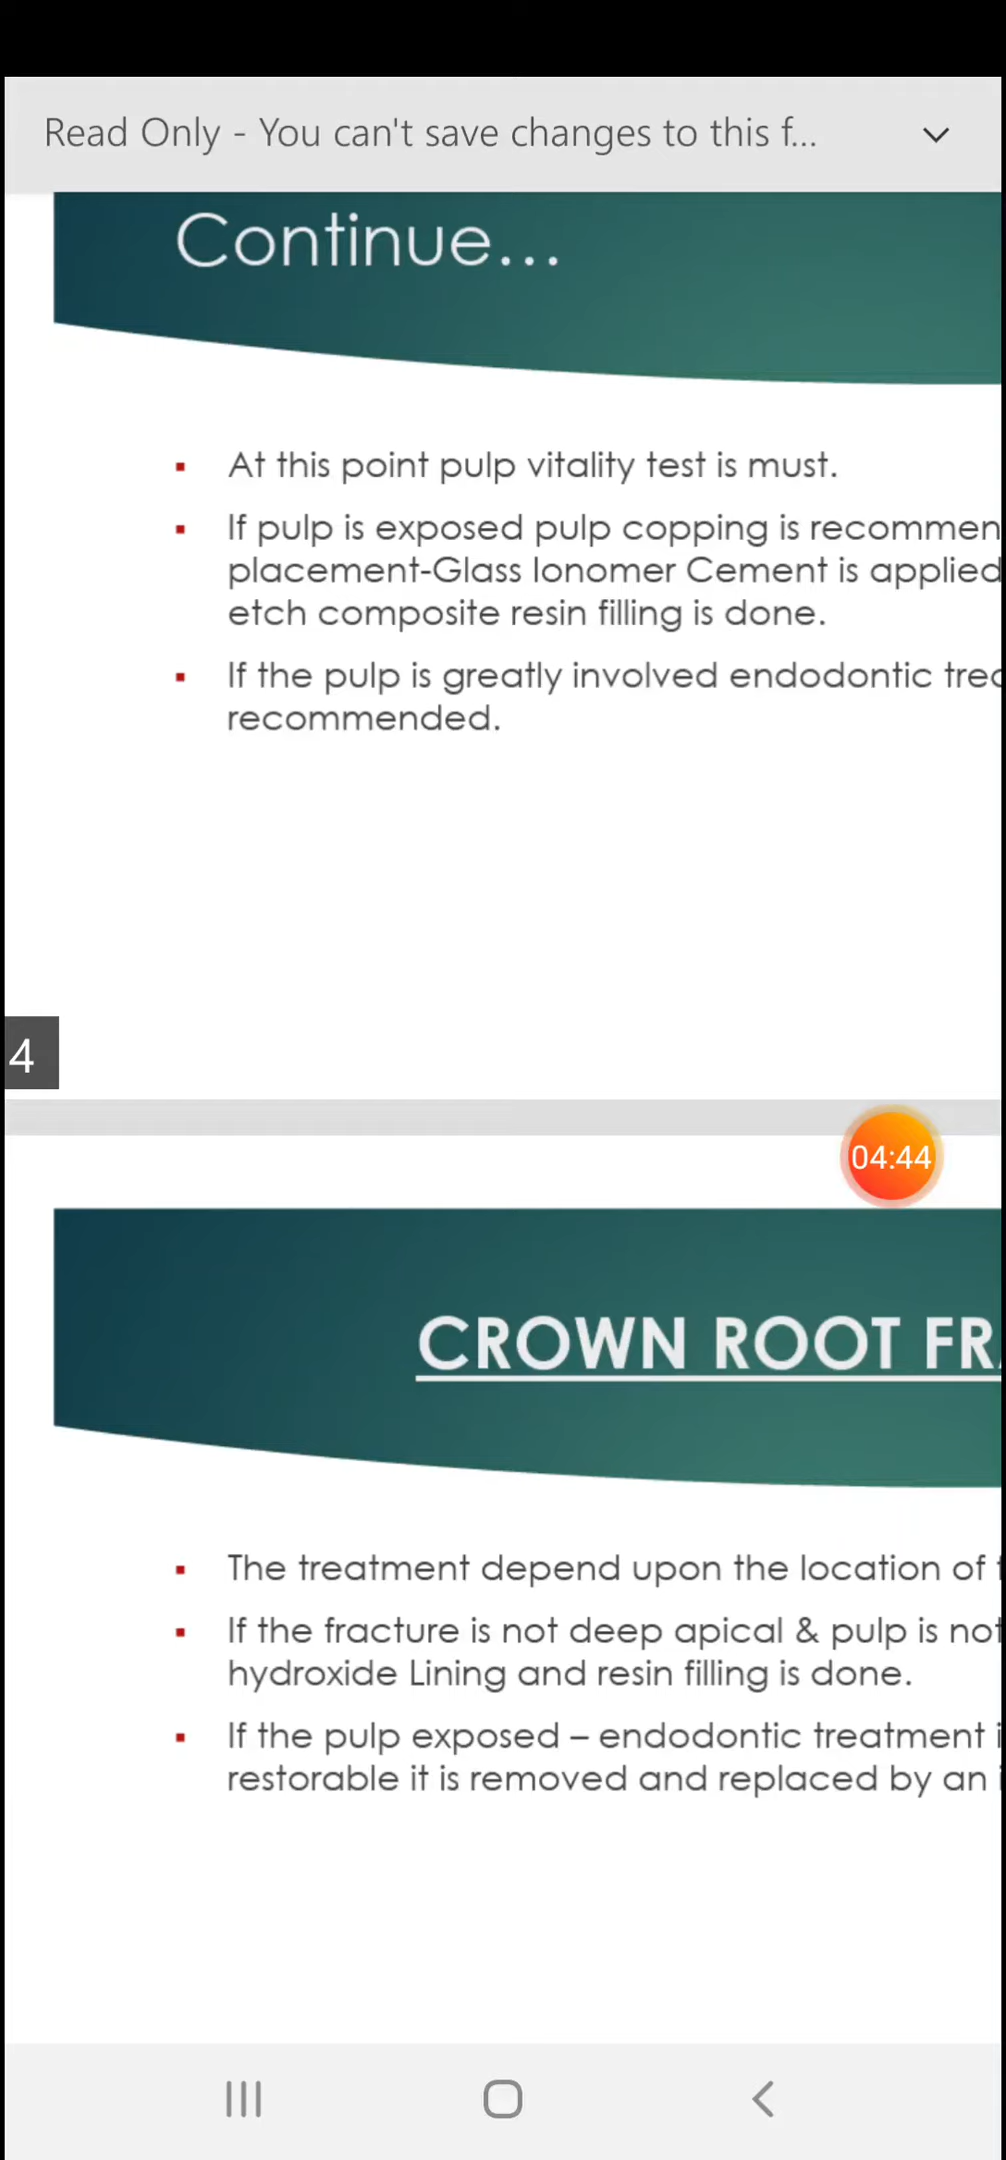 Read Only - You can't save changes to this f...
Continue...
▪ At this point pulp vitality test is must.
▪ If pulp is exposed pulp copping is recommen
placement-Glass Ionomer Cement is applied
etch composite resin filling is done.
▪ If the pulp is greatly involved endodontic trea
recommended.
4
04:44
CROWN ROOT FR
▪ The treatment depend upon the location of
▪ If the fracture is not deep apical & pulp is not
hydroxide Lining and resin filling is done.
▪ If the pulp exposed – endodontic treatment i
restorable it is removed and replaced by an